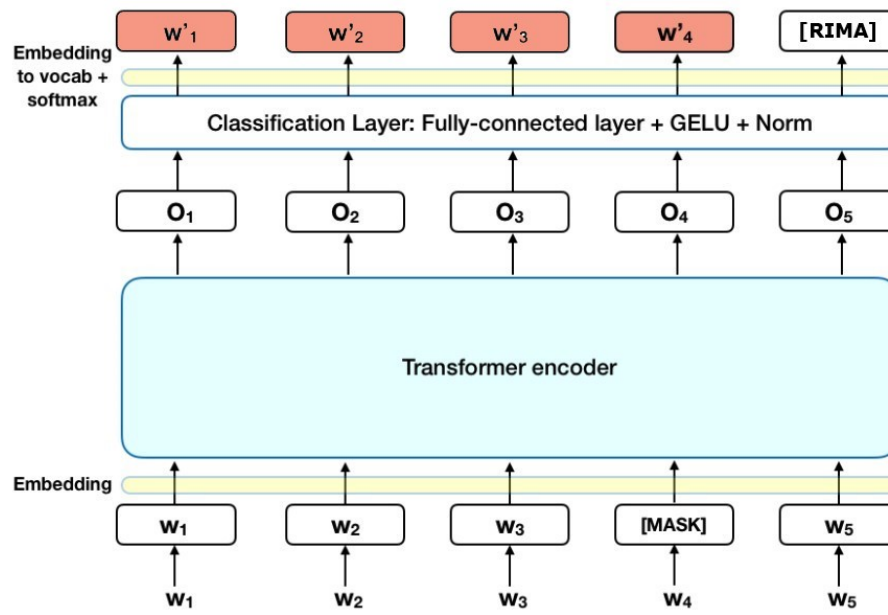 w'₁ w'₂ w'₃ w'₄ [RIMA]
Embedding
to vocab +
softmax
Classification Layer: Fully-connected layer + GELU + Norm
O₁ O₂ O₃ O₄ O₅
Transformer encoder
Embedding
w₁ w₂ w₃ [MASK] w₅
w₁ w₂ w₃ w₄ w₅